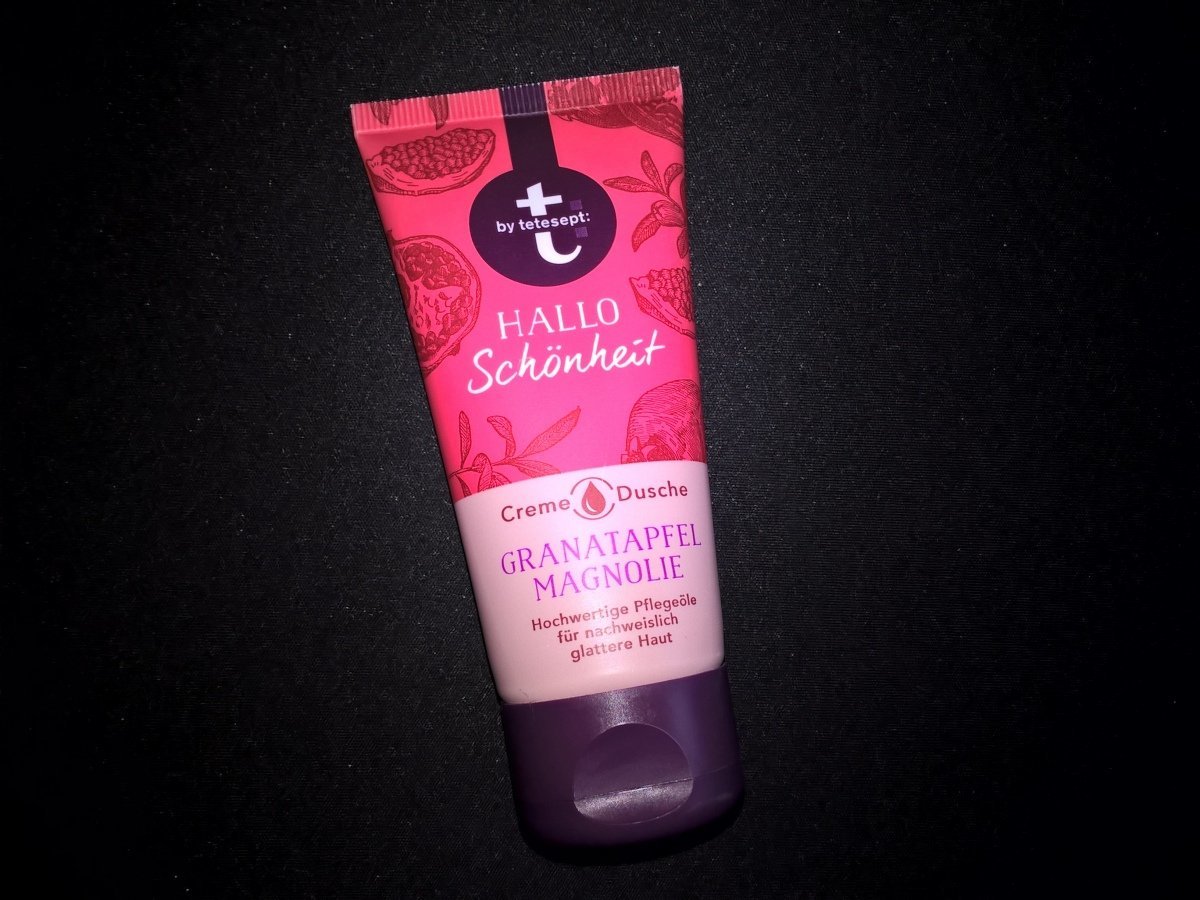 t
by tetesept:
HALLO
Schönheit
Creme Dusche
GRANATAPFEL
MAGNOLIE
Hochwertige Pflegeöle
für nachweislich
glattere Haut